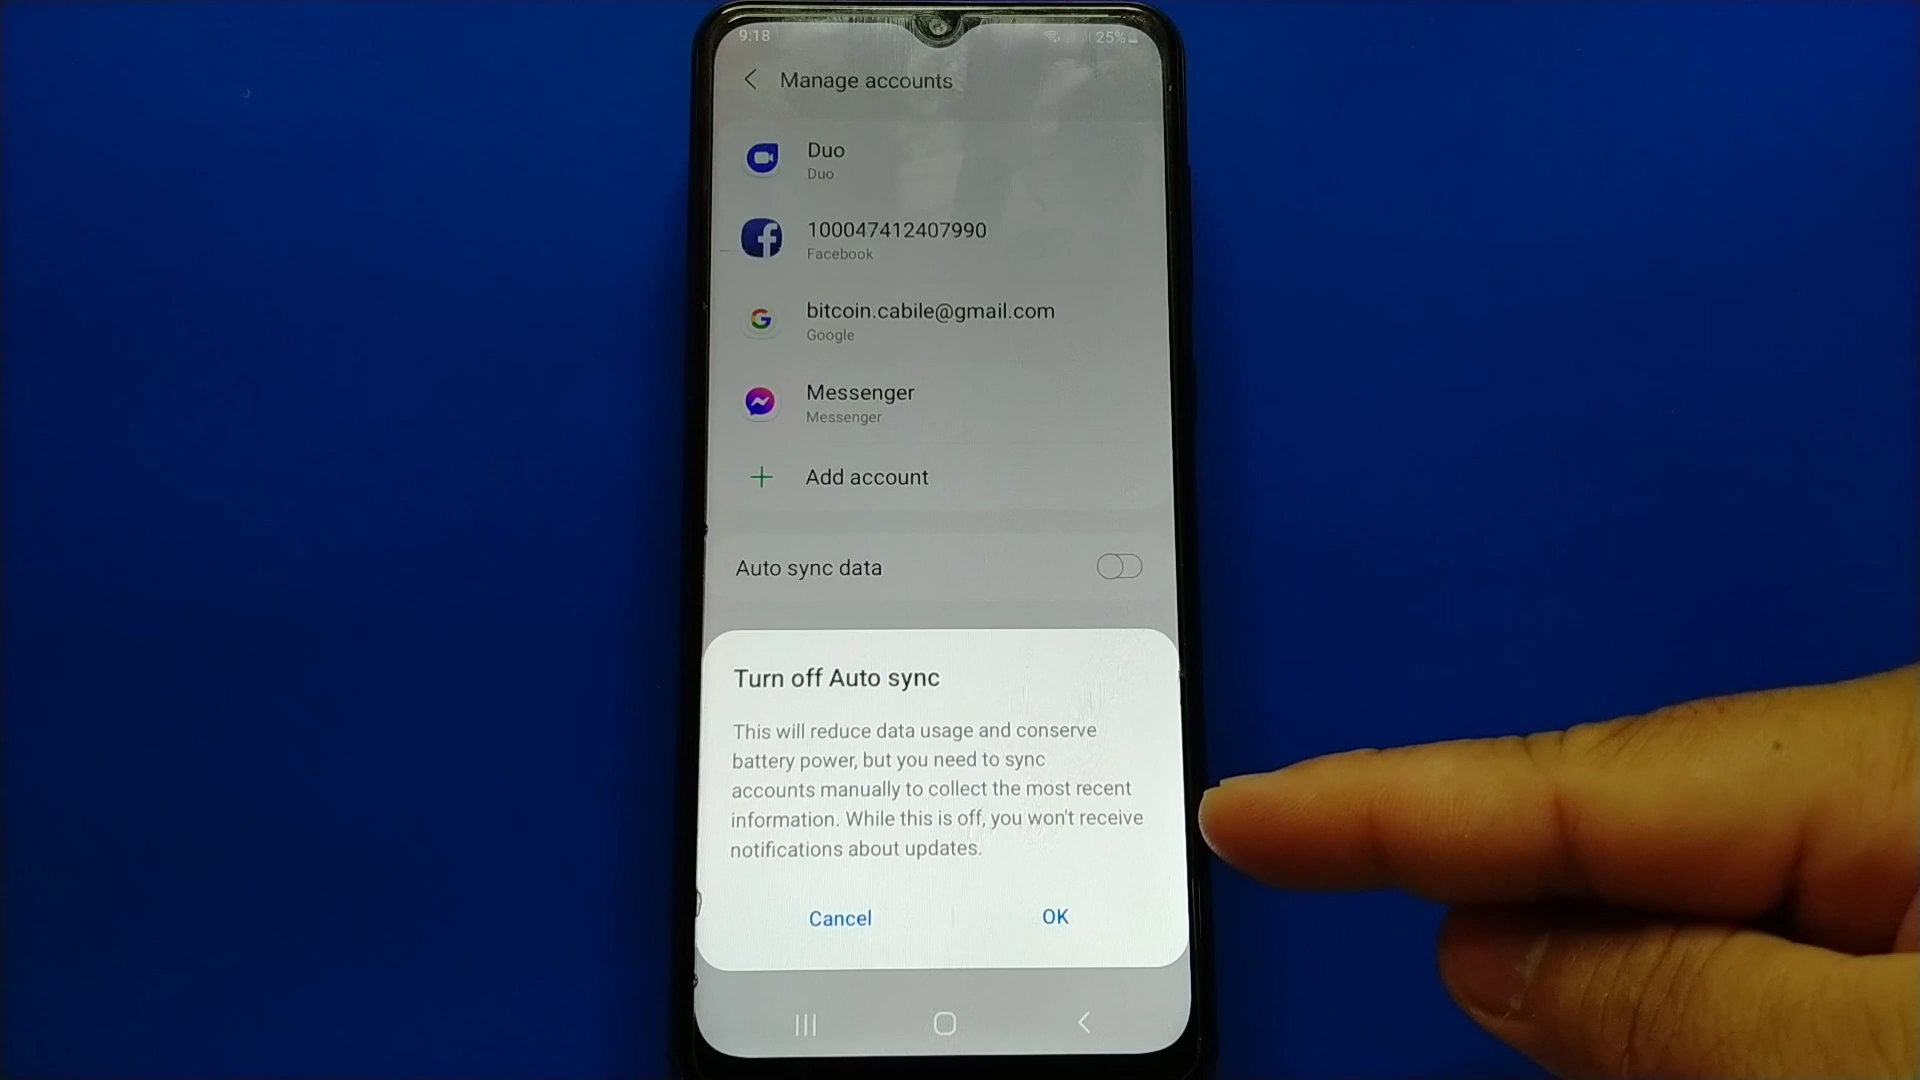 9:18
25%
Manage accounts
Duo
Duo
100047412407990
Facebook
bitcoin.cabile@gmail.com
Google
Messenger
Messenger
Add account
Auto sync data
Turn off Auto sync
This will reduce data usage and conserve
battery power, but you need to sync
accounts manually to collect the most recent
information. While this is off, you won't receive
notifications about updates.
Cancel
OK